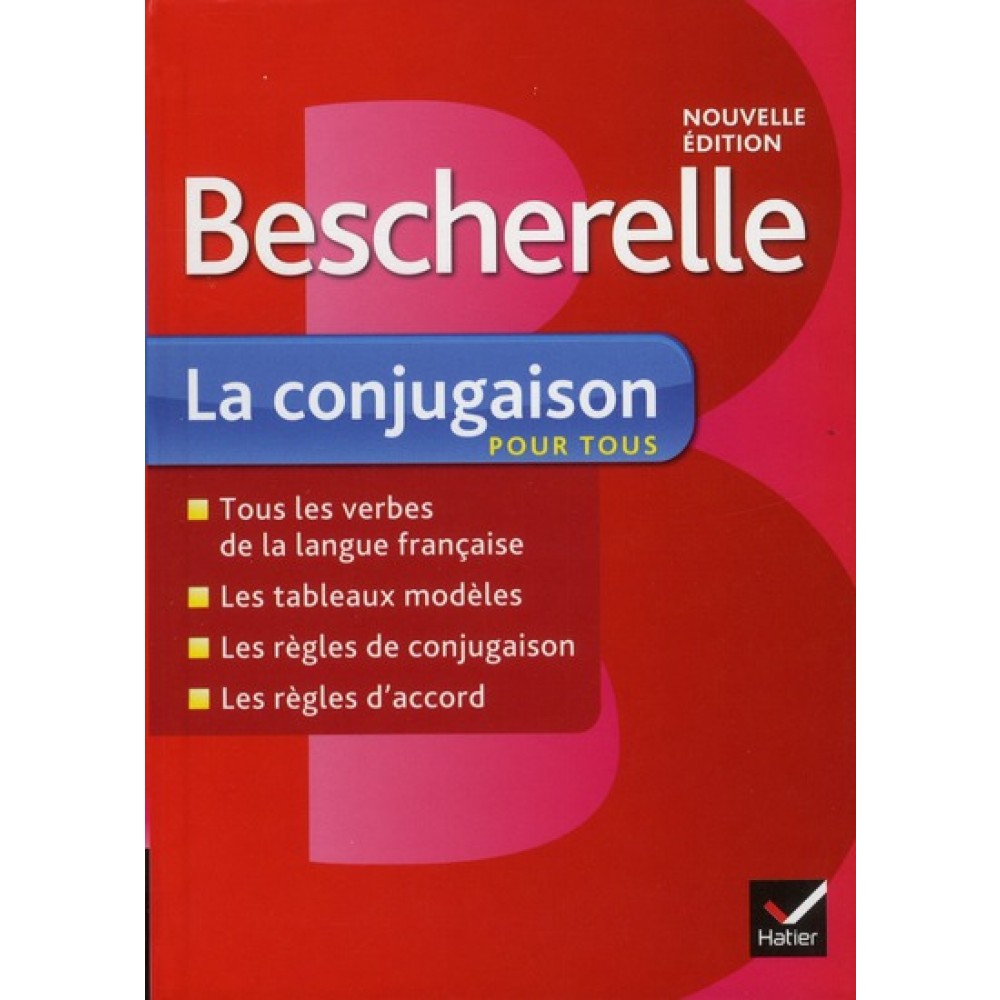 NOUVELLE
ÉDITION
Bescherelle
La conjugaison
POUR TOUS
Tous les verbes
de la langue française
Les tableaux modèles
Les règles de conjugaison
Les règles d'accord
Hatier